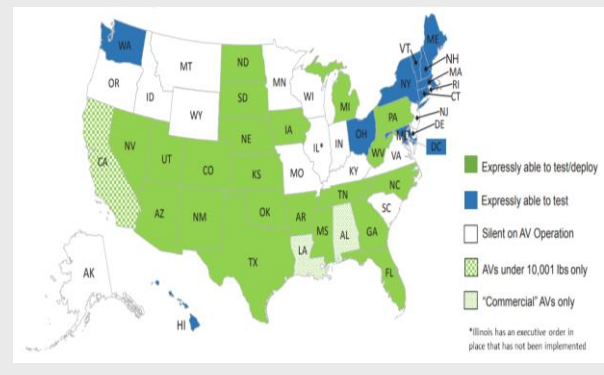 WA
MT
ND
MN
VT
ME
NH
MA
RI
CT
OR
ID
SD
WI
MI
NY
WY
IA
PA
NJ
DE
NE
OH
DC
NV
UT
IL*
IN
WV
VA
CA
CO
KS
MO
KY
AZ
NM
OK
AR
TN
NC
SC
MS
AL
GA
LA
TX
FL
AK
HI
Expressly able to test/deploy
Expressly able to test
Silent on AV Operation
AVs under 10,001 lbs only
"Commercial" AVs only
*Illinois has an executive order in
place that has not been implemented